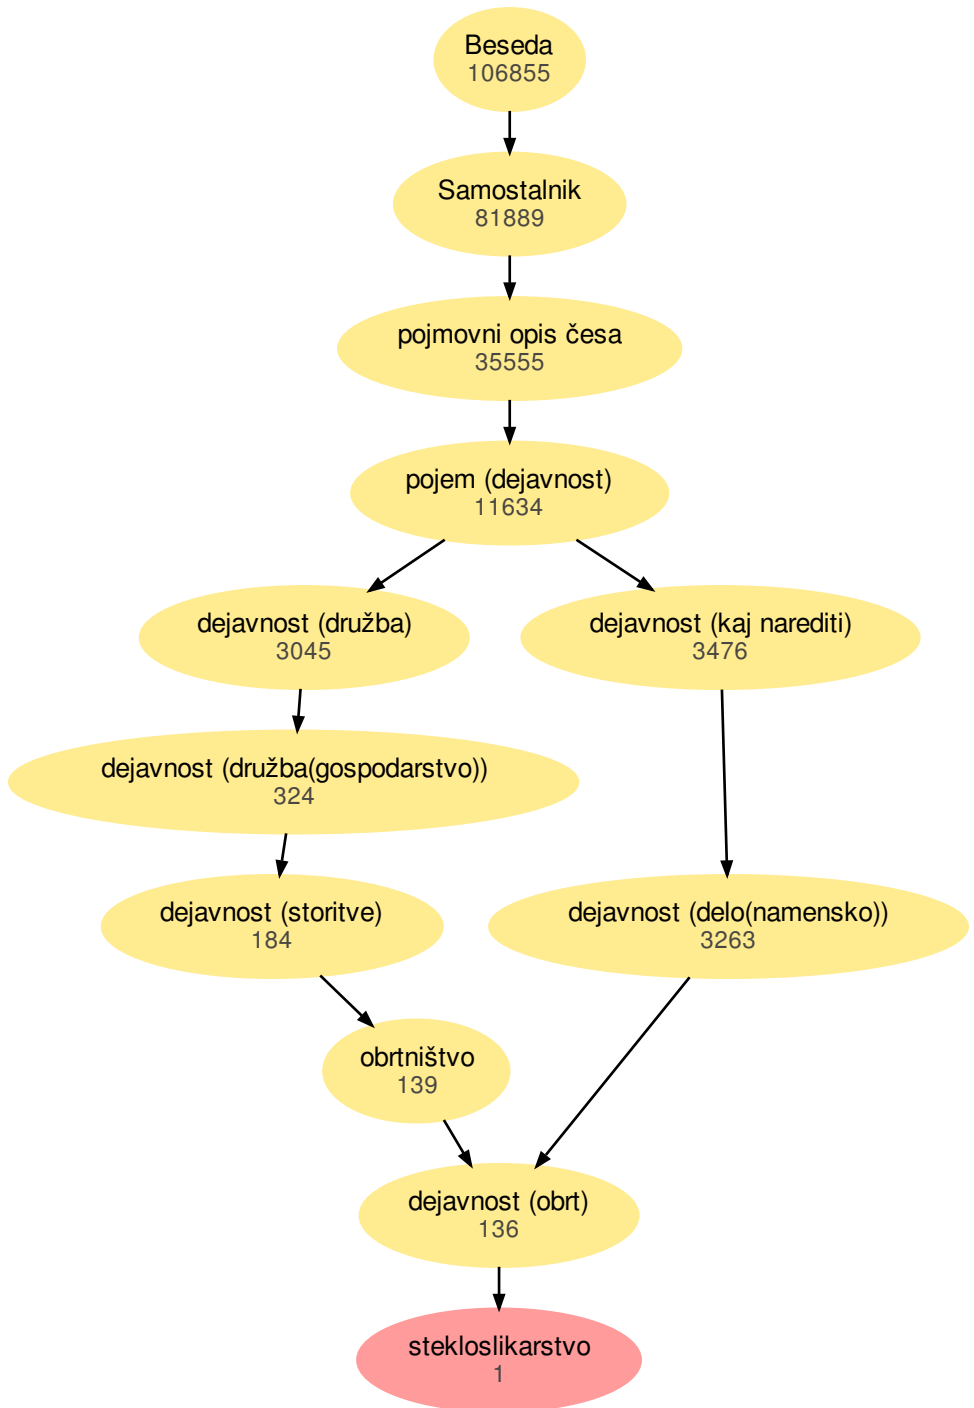 Beseda
106855
Samostalnik
81889
pojmovni opis česa
35555
pojem (dejavnost)
11634
dejavnost (družba)
3045
dejavnost (kaj narediti)
3476
dejavnost (družba(gospodarstvo))
324
dejavnost (storitve)
184
dejavnost (delo(namensko))
3263
obrtništvo
139
dejavnost (obrt)
136
stekloslikarstvo
1